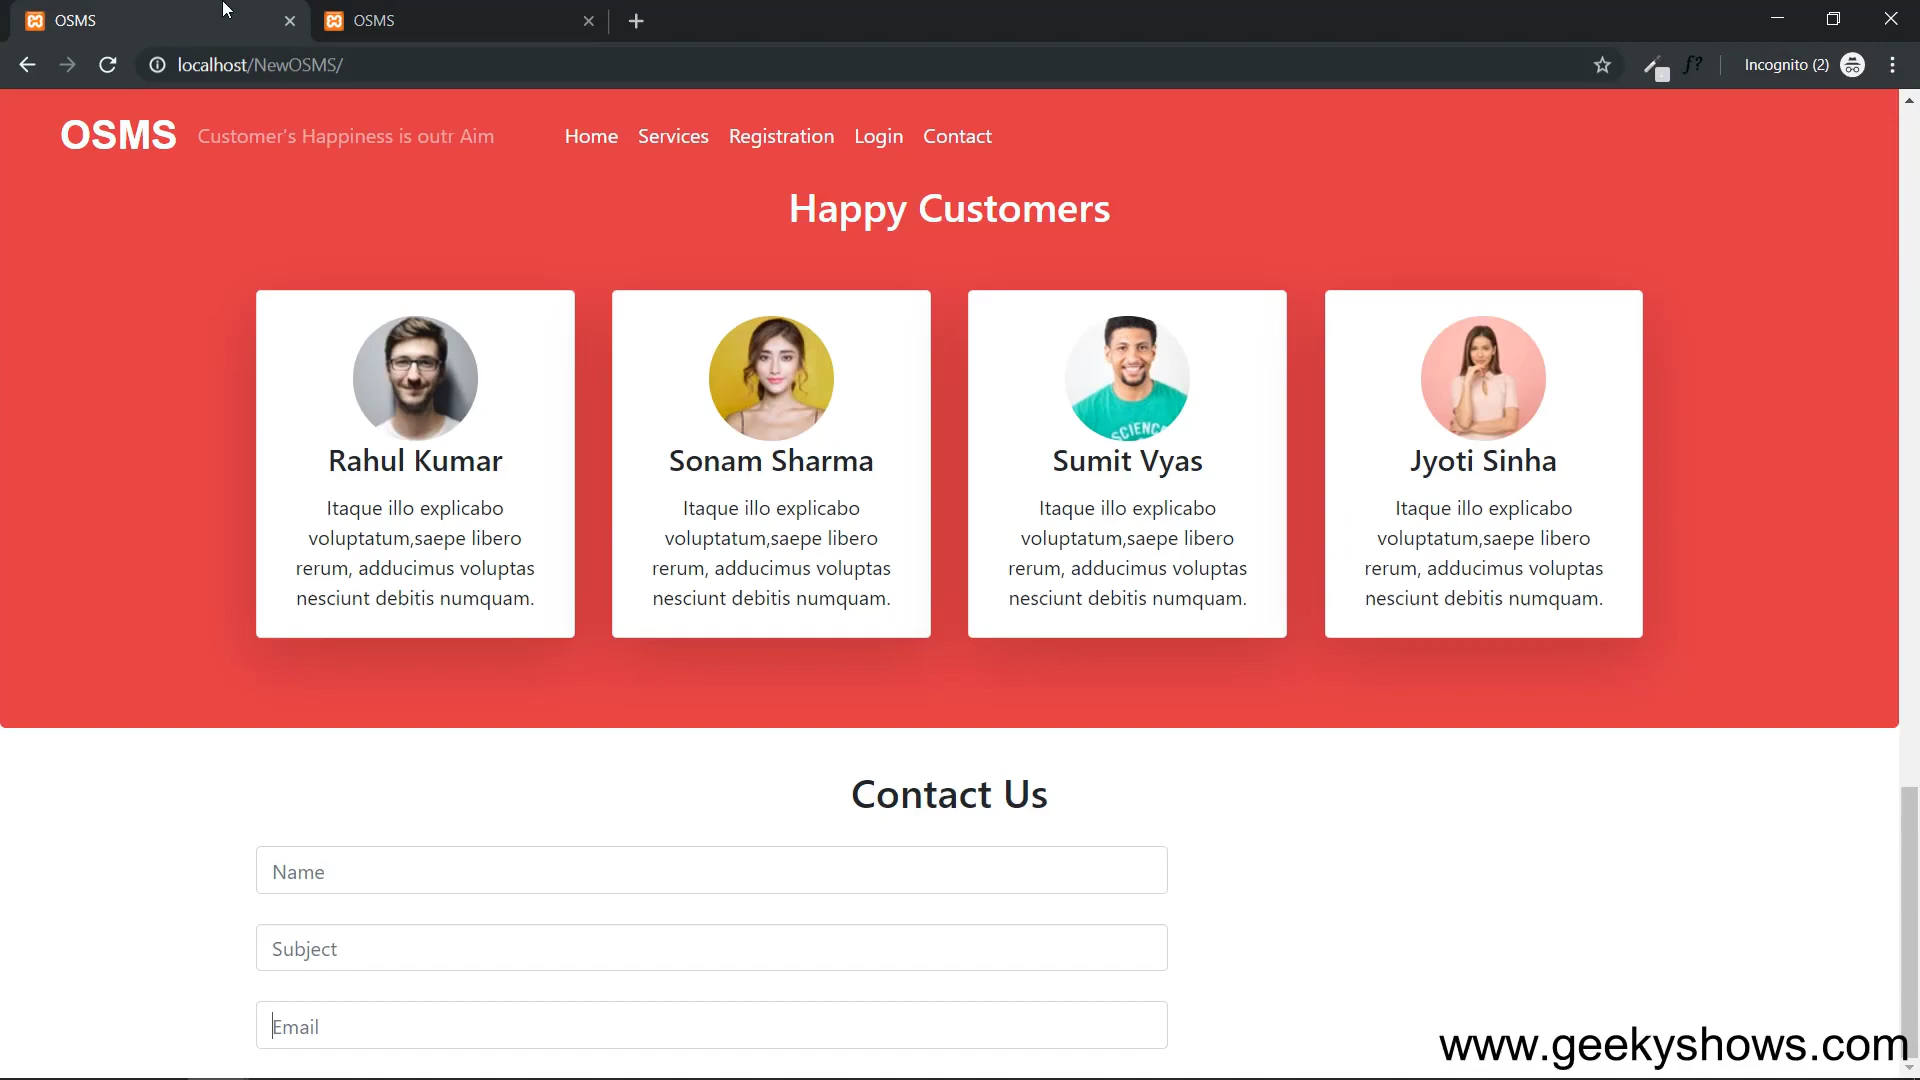 OSMS
OSMS
localhost/NewOSMS/
Incognito (2)
OSMS Customer's Happiness is outr Aim Home Services Registration Login Contact
Happy Customers
SCIENC
Rahul Kumar
Itaque illo explicabo
voluptatum,saepe libero
rerum, adducimus voluptas
nesciunt debitis numquam.
Sonam Sharma
Itaque illo explicabo
voluptatum,saepe libero
rerum, adducimus voluptas
nesciunt debitis numquam.
Sumit Vyas
Itaque illo explicabo
voluptatum,saepe libero
rerum, adducimus voluptas
nesciunt debitis numquam.
Jyoti Sinha
Itaque illo explicabo
voluptatum,saepe libero
rerum, adducimus voluptas
nesciunt debitis numquam.
Contact Us
Name
Subject
Email
www.geekyshows.com